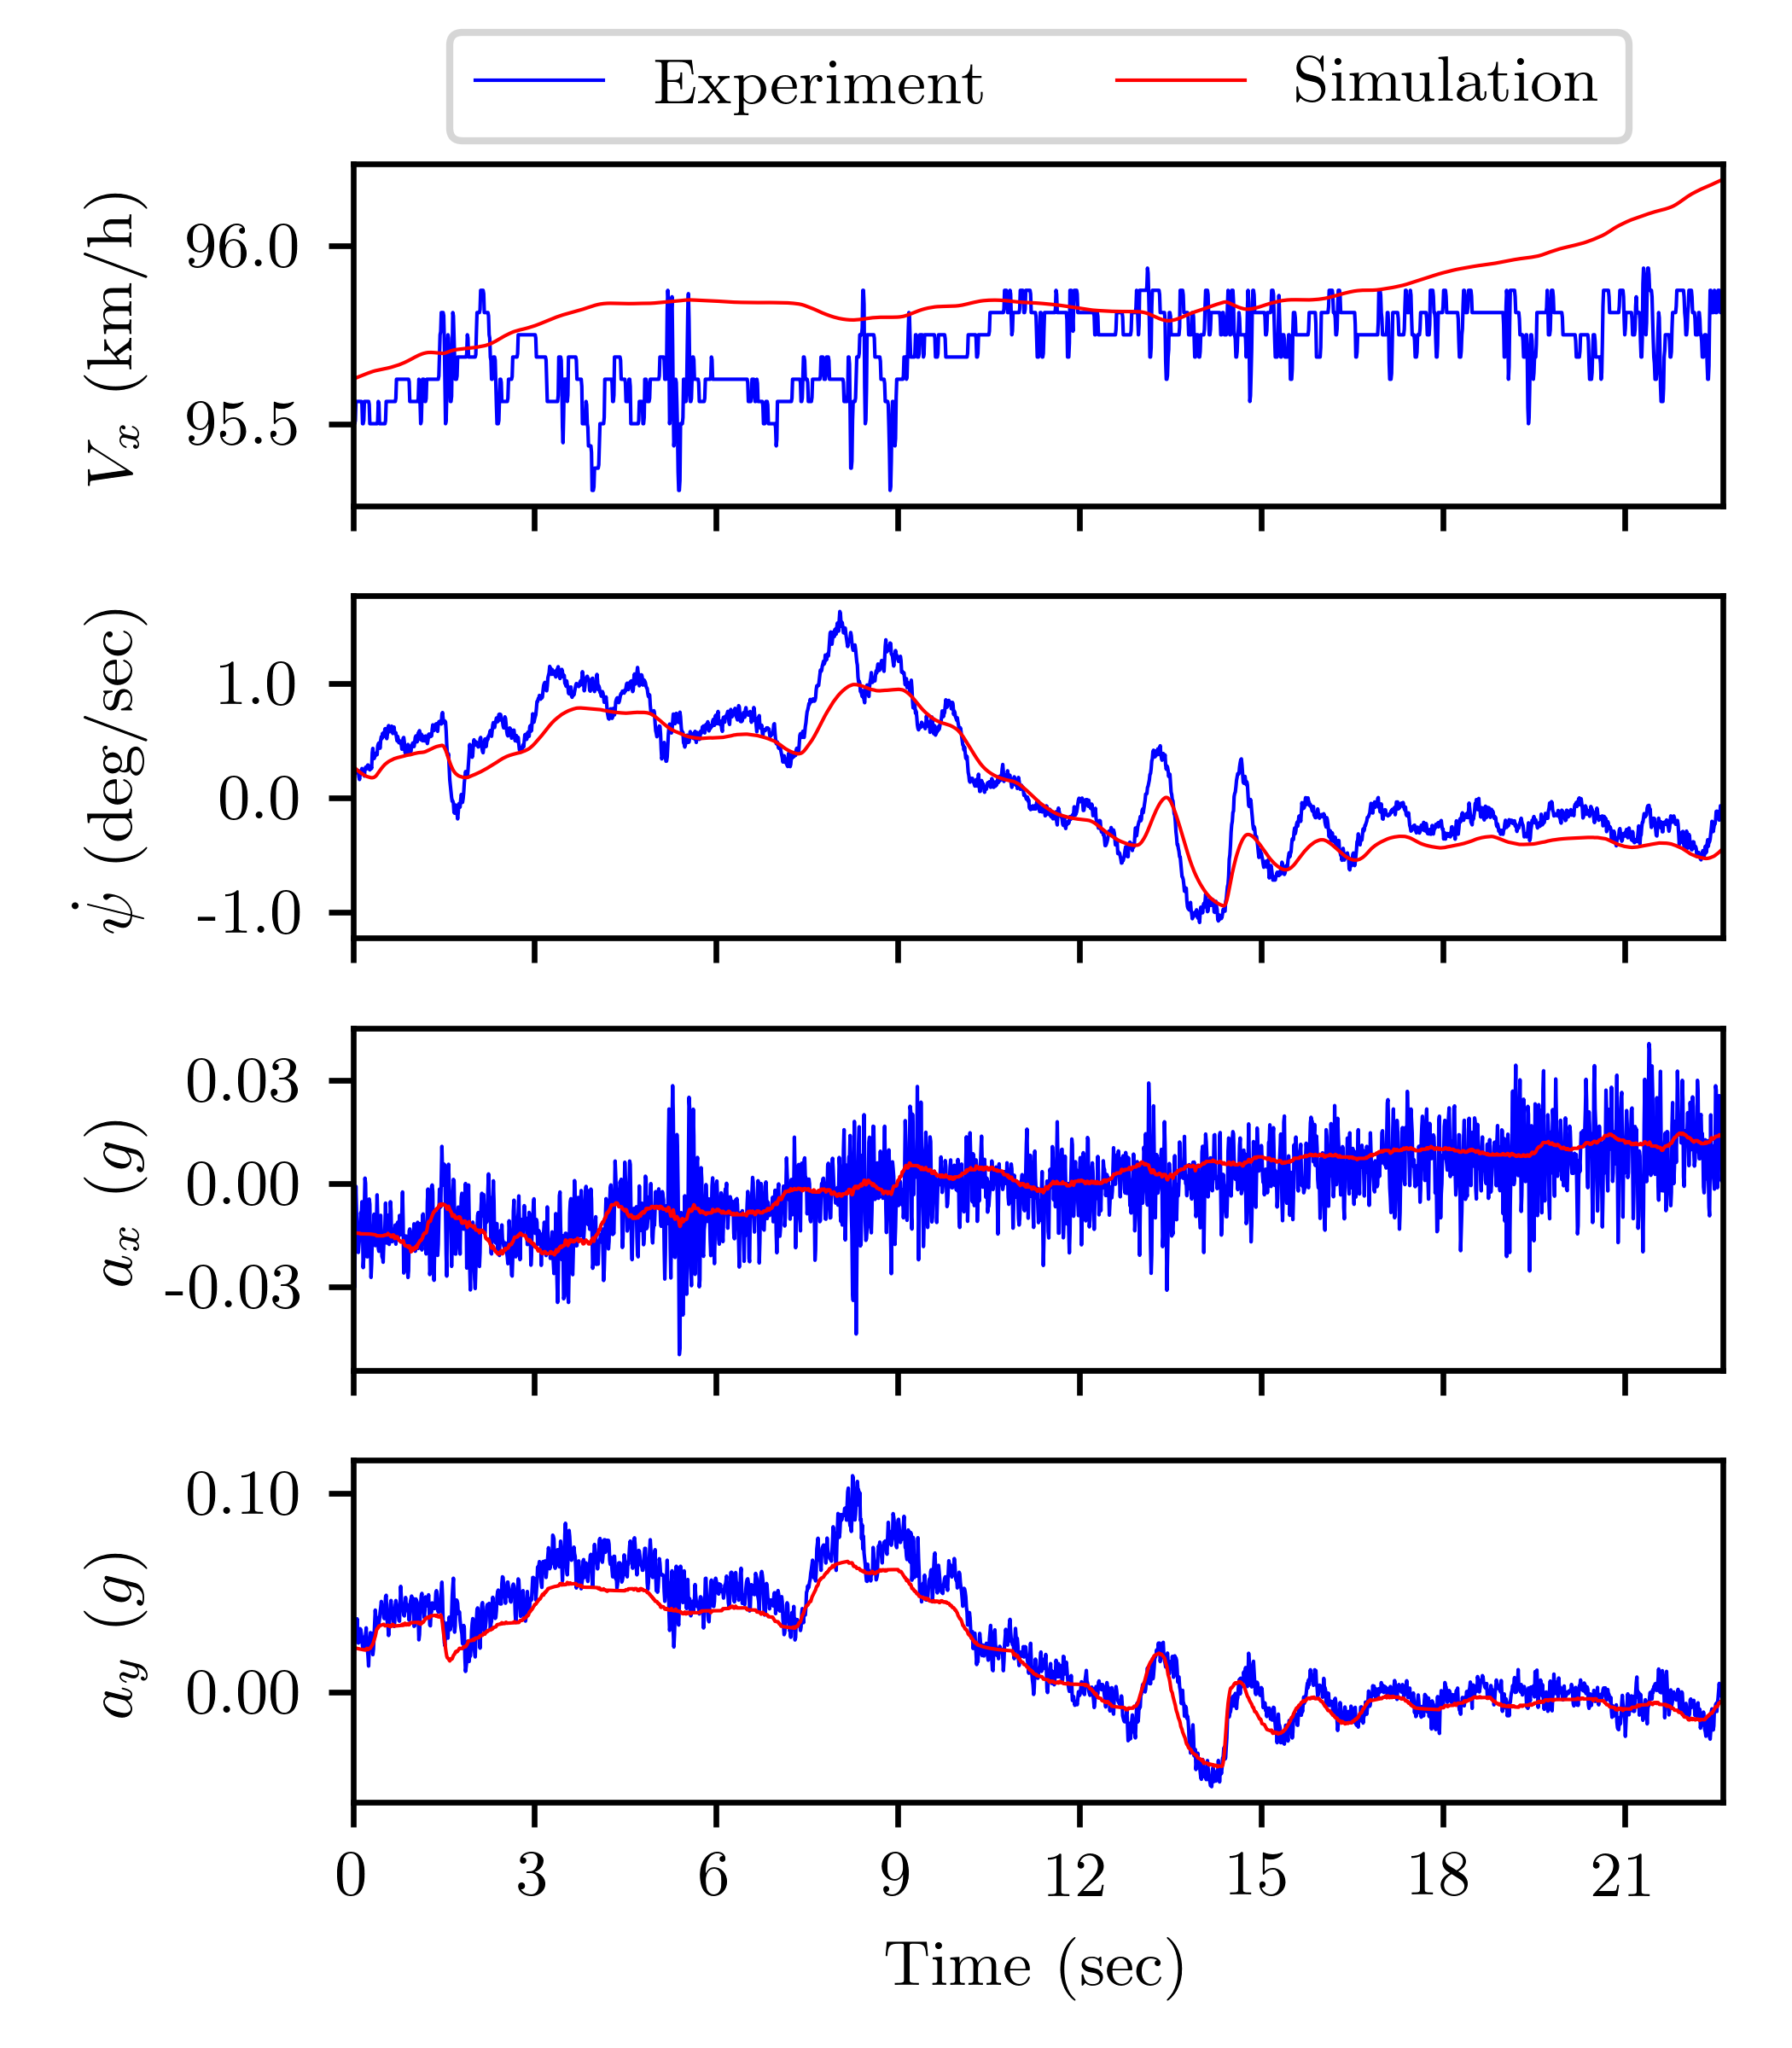 Experiment Simulation
V_x (km/h)
96.0
95.5
ψ̇ (deg/sec)
1.0
0.0
-1.0
a_x (g)
0.03
0.00
-0.03
a_y (g)
0.10
0.00
0 3 6 9 12 15 18 21
Time (sec)